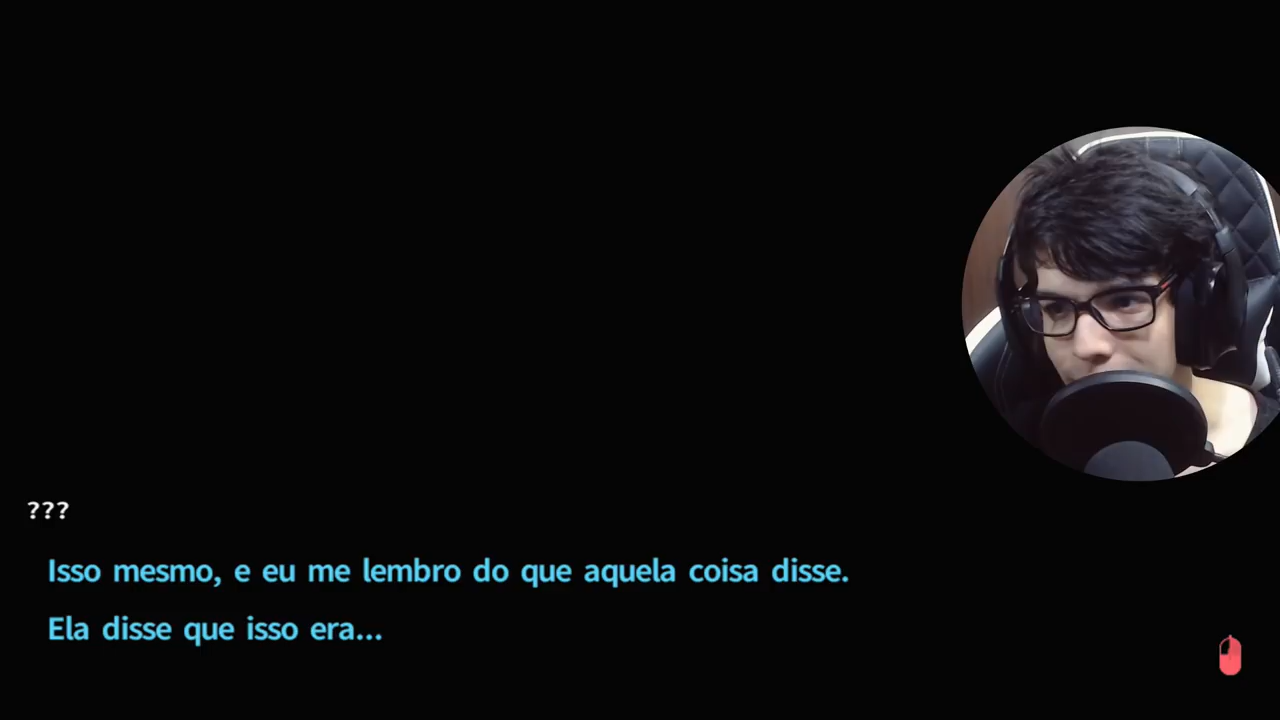 ???
Isso mesmo, e eu me lembro do que aquela coisa disse.
Ela disse que isso era...